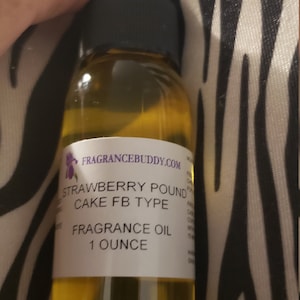 FRAGRANCEBUDDY.COM
STRAWBERRY POUND
CAKE FB TYPE
FRAGRANCE OIL
1 OUNCE